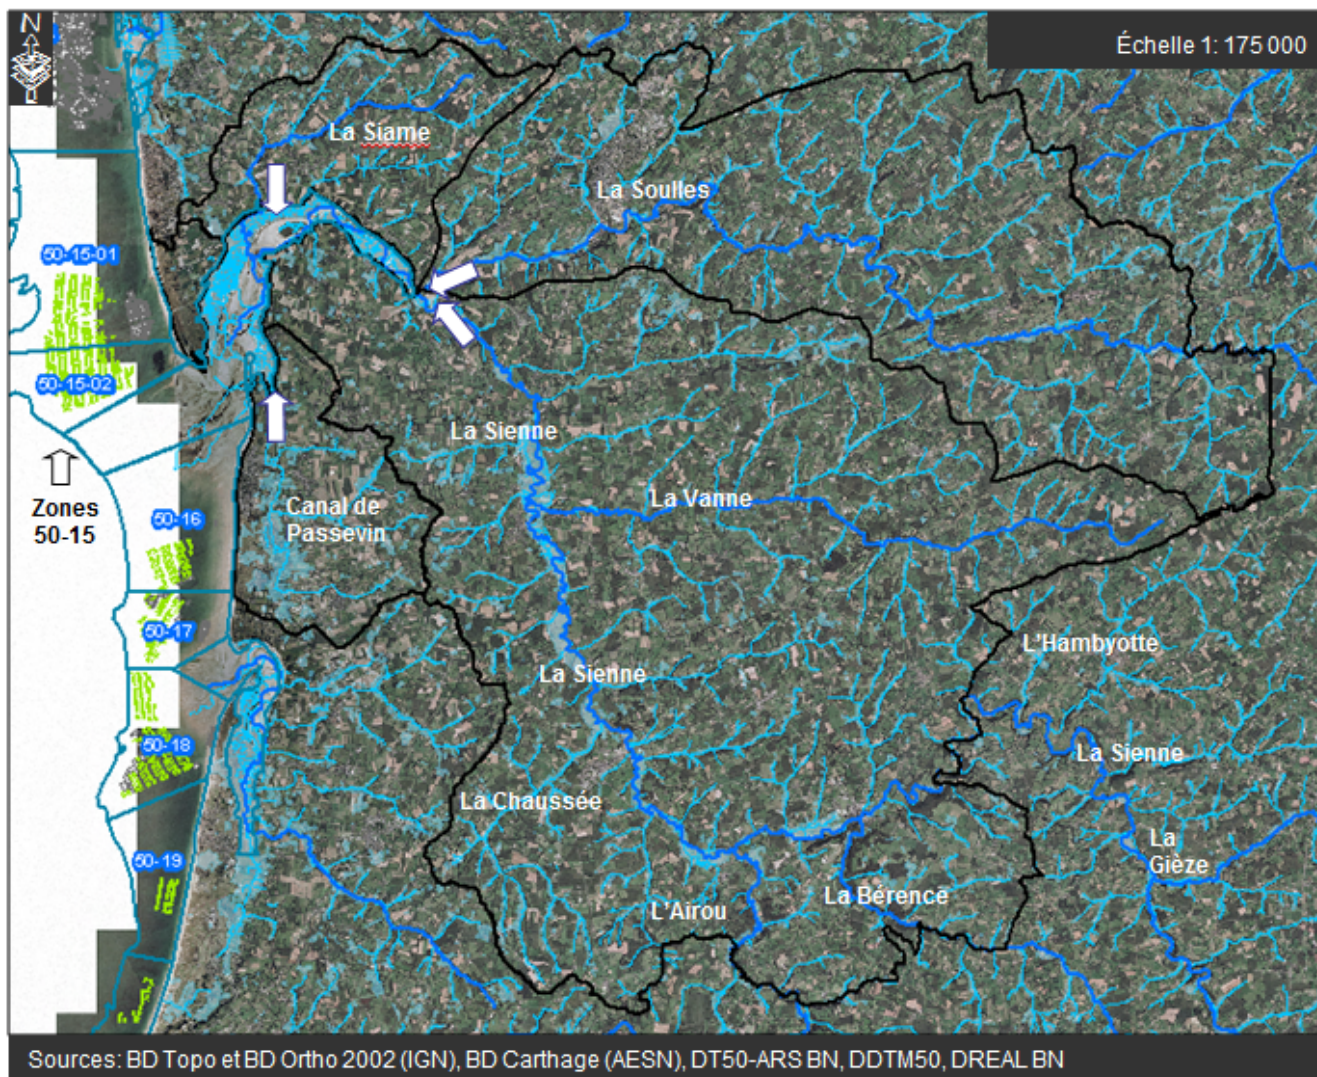 N
Échelle 1: 175 000
La Siame
La Soulles
50-15-01
50-15-02
La Sienne
Zones
50-15
Canal de
Passevin
La Vanne
50-16
50-17
L'Hambyotte
La Sienne
50-18
La Sienne
La Chaussée
La
Gièze
50-19
La Bérence
L'Airou
Sources: BD Topo et BD Ortho 2002 (IGN), BD Carthage (AESN), DT50-ARS BN, DDTM50, DREAL BN